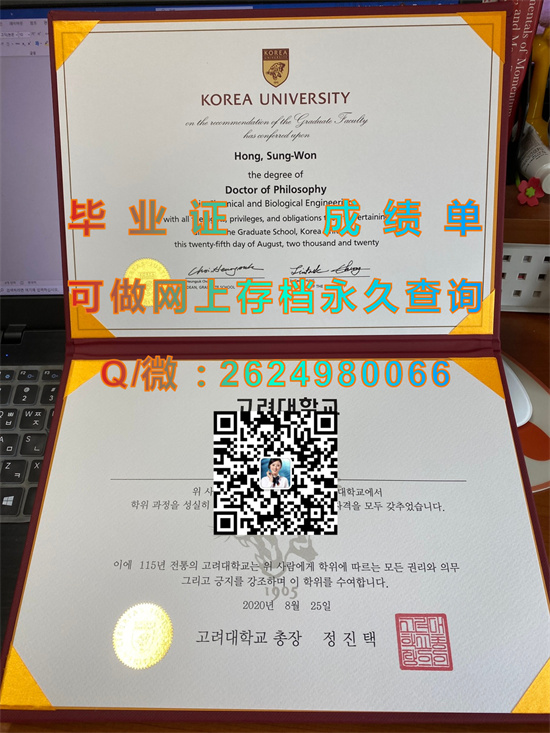 KOREA
KOREA UNIVERSITY
on the recommendation of the Graduate Faculty
has conferred upon
Hong, Sung-Won
the degree of
Doctor of Philosophy
and Biological Engineering
毕业证 成绩单
with all privileges, and obligations
the Graduate School, Korea
this twenty-fifth day of August, two thousand and twenty
DEAN,
可做网上存档永久查询
Q/微：2624980066
고려대학교
위
대학교에서
학위 과정을 성실히
모두 갖추었습니다.
이에 115년 전통의 고려대학교는 위 사람에게 학위에 따르는 모든 권리와 의무
그리고 긍지를 강조하며 이 학위를 수여합니다.
1905
2020년 8월 25일
고려대학교 총장 정진택